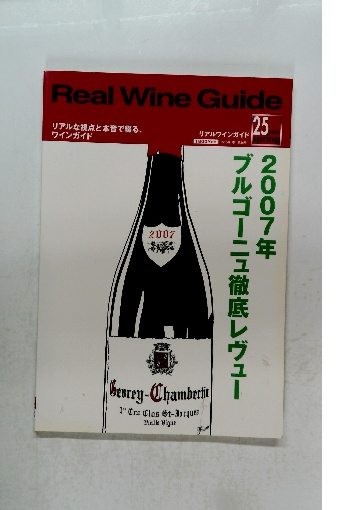 Real Wine Guide
リアルな視点と本音で綴る、
ワインガイド
リアルワインガイド
25
2007年
ブルゴーニュ徹底レヴュー
2007
Gevrey-Chambertin
1er Cru Clos St-Jacques
Vieille Vigne